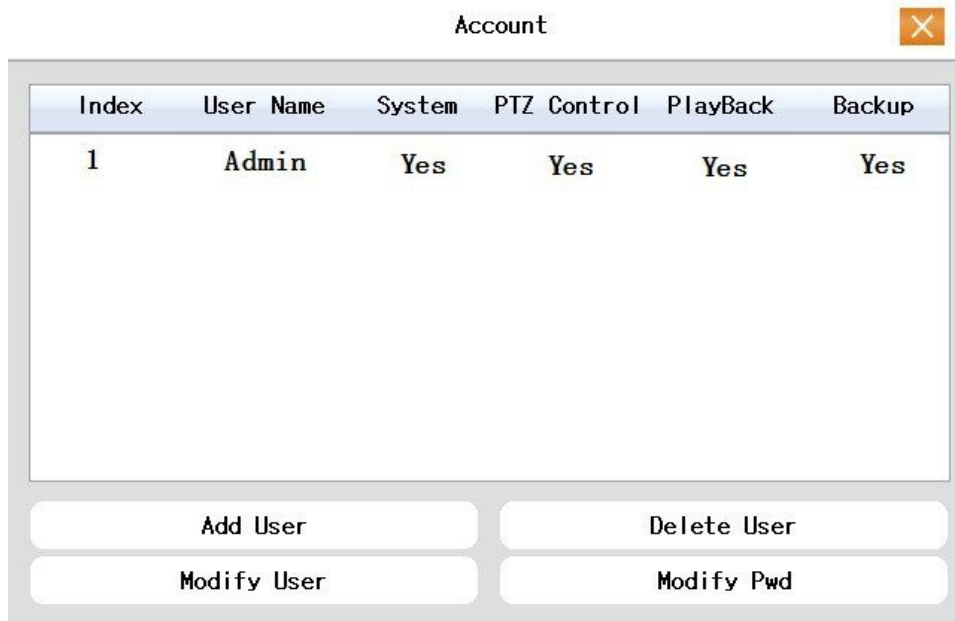 Account
Index User Name System PTZ Control PlayBack Backup
1 Admin Yes Yes Yes Yes
Add User Delete User
Modify User Modify Pwd